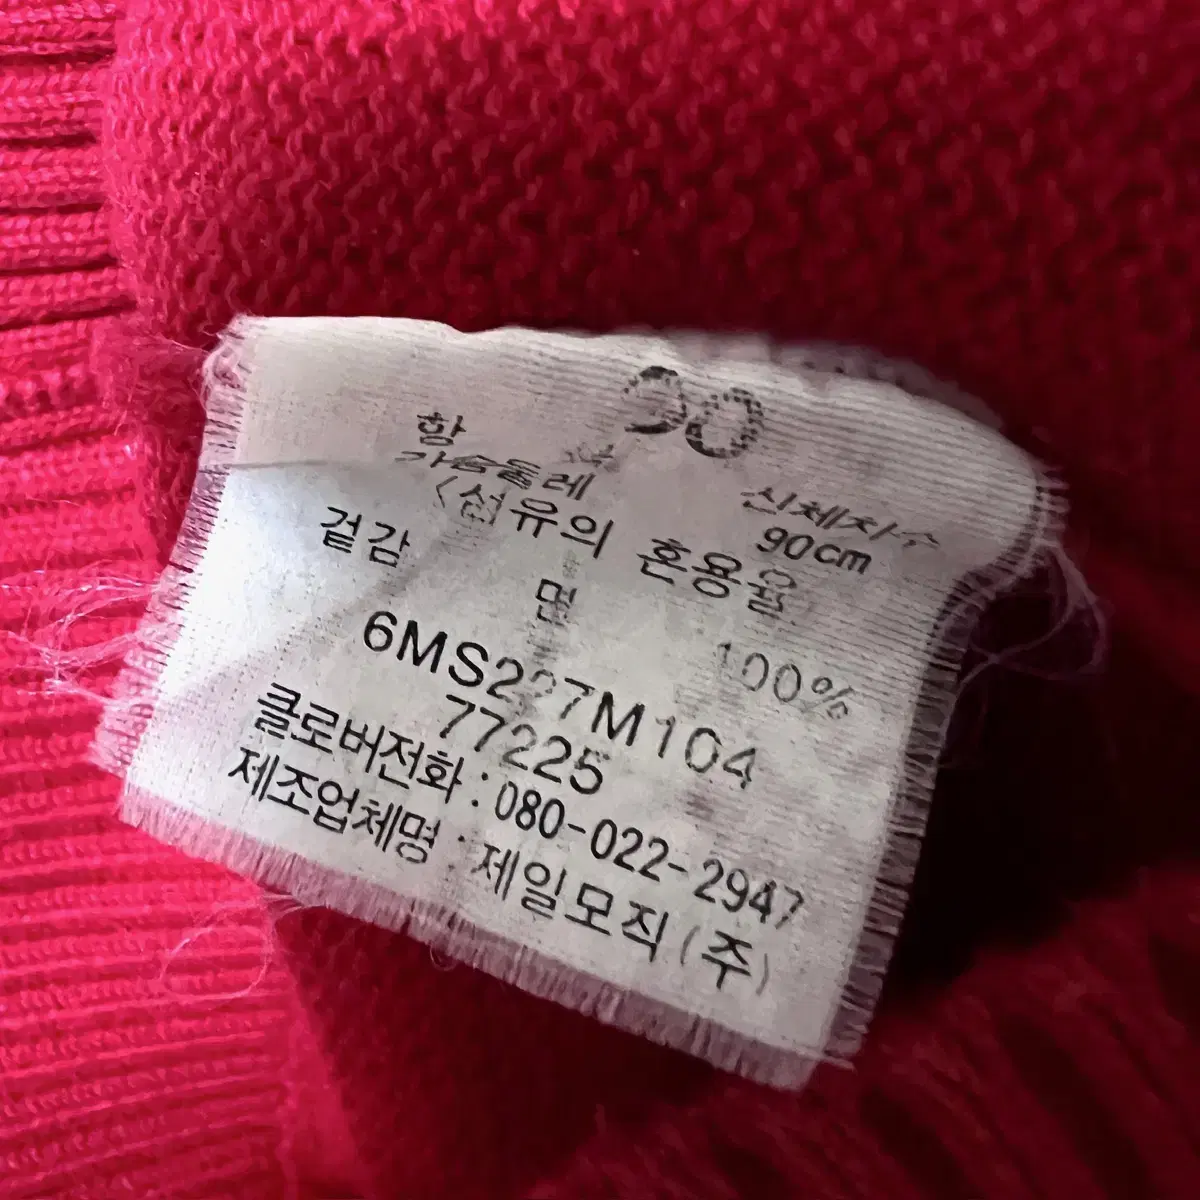 90
항 신체치수
가슴둘레 90cm
(섬유의 혼용율
겉감 면 100%
6MS227M104
77225
클로버전화 : 080-022-2947
제조업체명 : 제일모직(주)